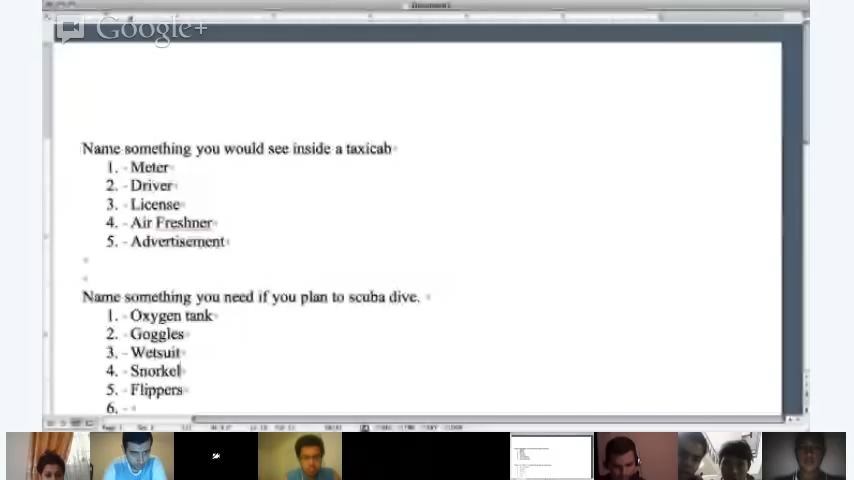 Document1
Google+
Name something you would see inside a taxicab
1. Meter
2. Driver
3. License
4. Air Freshner
5. Advertisement
Name something you need if you plan to scuba dive.
1. Oxygen tank
2. Goggles
3. Wetsuit
4. Snorkel
5. Flippers
6.